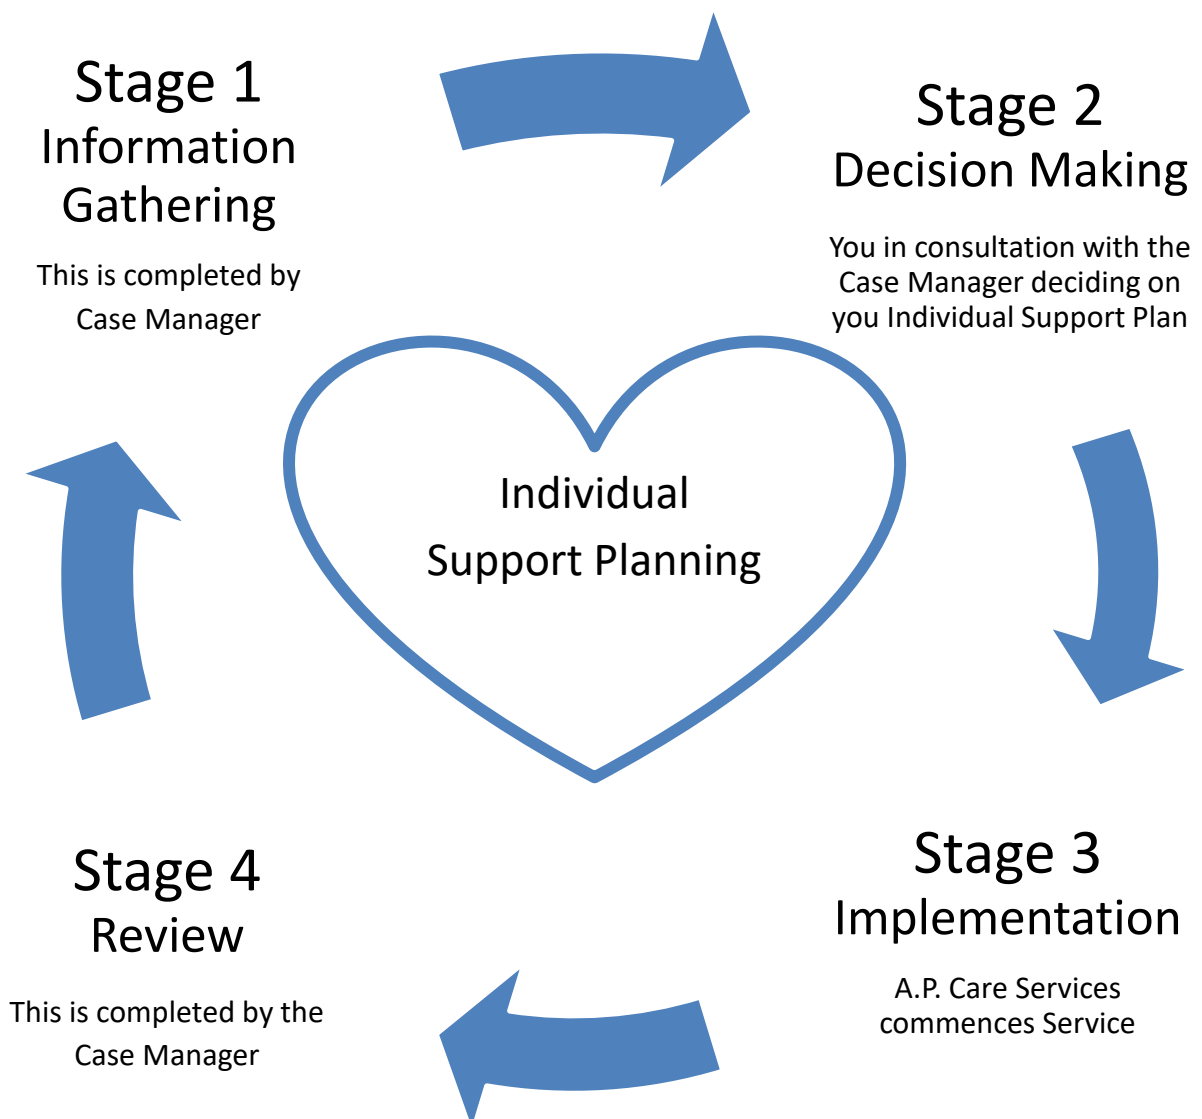 Stage 1
Information
Gathering
This is completed by
Case Manager
Stage 2
Decision Making
You in consultation with the
Case Manager deciding on
you Individual Support Plan
Individual
Support Planning
Stage 3
Implementation
A.P. Care Services
commences Service
Stage 4
Review
This is completed by the
Case Manager